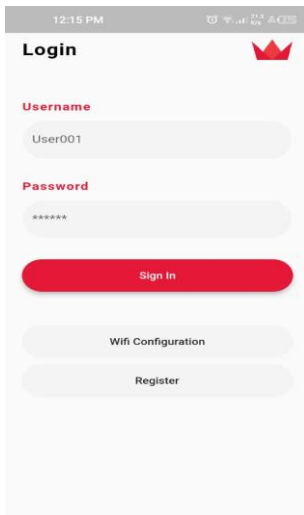 12:15 PM
Login
Username
User001
Password
******
Sign In
Wifi Configuration
Register